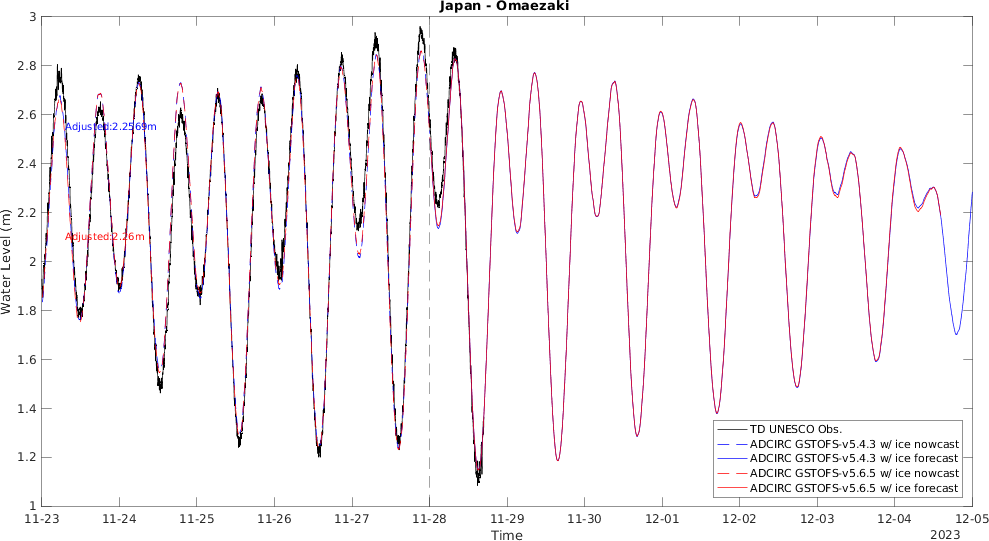 Japan - Omaezaki
Water Level (m)
3
2.8
2.6
2.4
2.2
2
1.8
1.6
1.4
1.2
1
Adjusted:2.2569m
Adjusted:2.26m
TD UNESCO Obs.
ADCIRC GSTOFS-v5.4.3 w/ ice nowcast
ADCIRC GSTOFS-v5.4.3 w/ ice forecast
ADCIRC GSTOFS-v5.6.5 w/ ice nowcast
ADCIRC GSTOFS-v5.6.5 w/ ice forecast
11-23 11-24 11-25 11-26 11-27 11-28 11-29 11-30 12-01 12-02 12-03 12-04 12-05
Time
2023